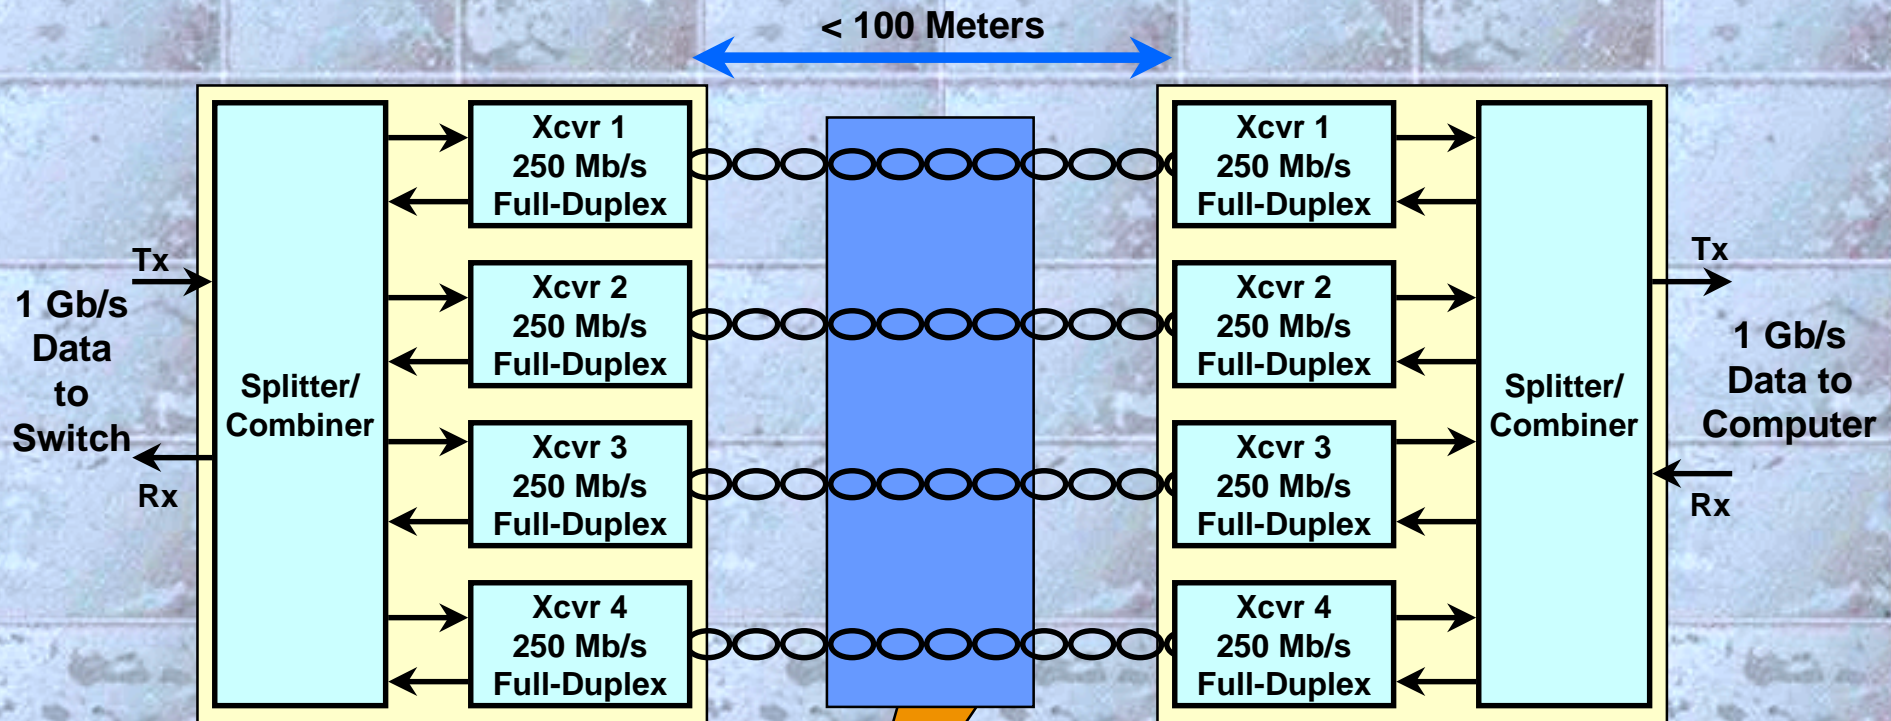 < 100 Meters
Splitter/
Combiner
Xcvr 1
250 Mb/s
Full-Duplex
Xcvr 2
250 Mb/s
Full-Duplex
Xcvr 3
250 Mb/s
Full-Duplex
Xcvr 4
250 Mb/s
Full-Duplex
Tx
1 Gb/s
Data
to
Switch
Rx
Xcvr 1
250 Mb/s
Full-Duplex
Xcvr 2
250 Mb/s
Full-Duplex
Xcvr 3
250 Mb/s
Full-Duplex
Xcvr 4
250 Mb/s
Full-Duplex
Splitter/
Combiner
Tx
1 Gb/s
Data to
Computer
Rx